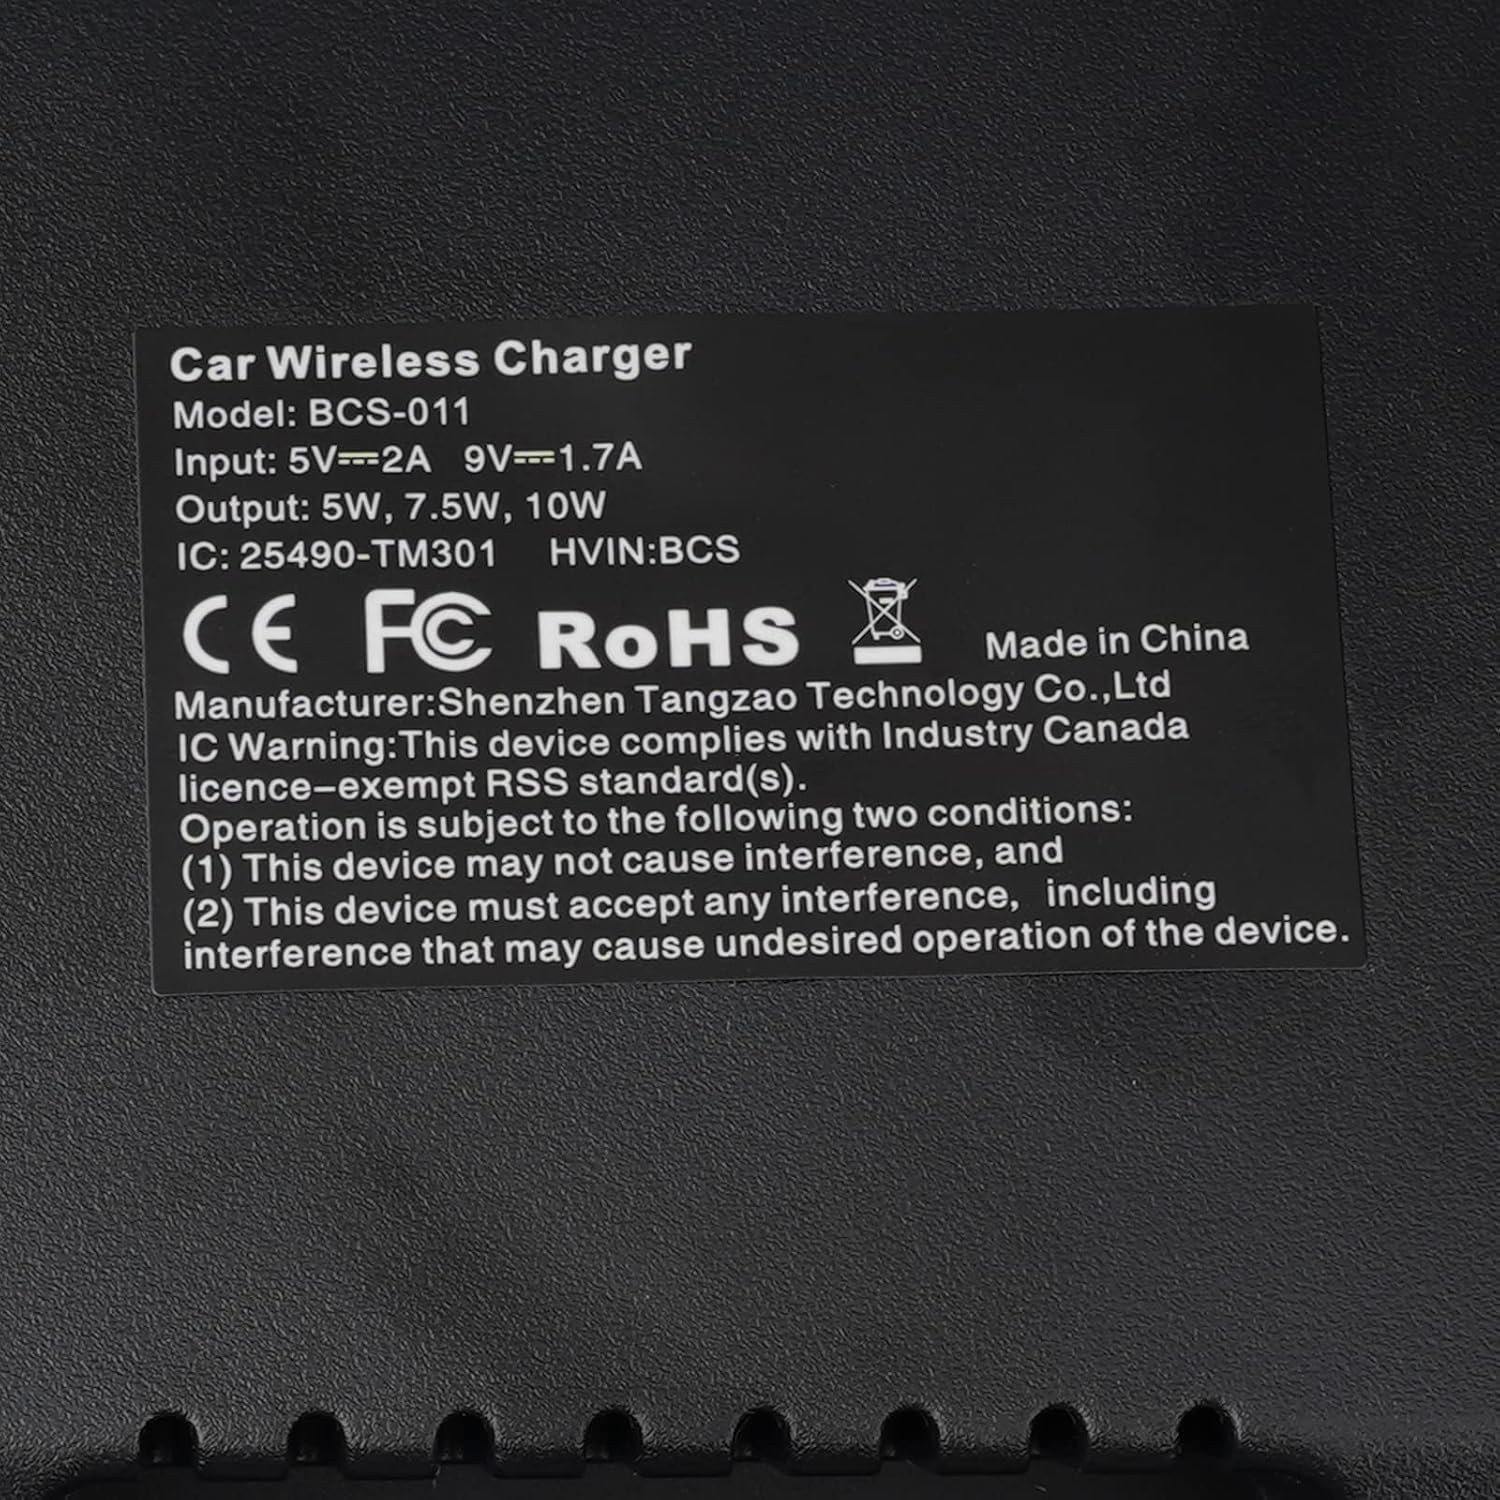 Car Wireless Charger
Model: BCS-011
Input: 5V⎓2A 9V⎓1.7A
Output: 5W, 7.5W, 10W
IC: 25490-TM301 HVIN:BCS
CE FC RoHS Made in China
Manufacturer:Shenzhen Tangzao Technology Co.,Ltd
IC Warning:This device complies with Industry Canada
licence–exempt RSS standard(s).
Operation is subject to the following two conditions:
(1) This device may not cause interference, and
(2) This device must accept any interference, including
interference that may cause undesired operation of the device.